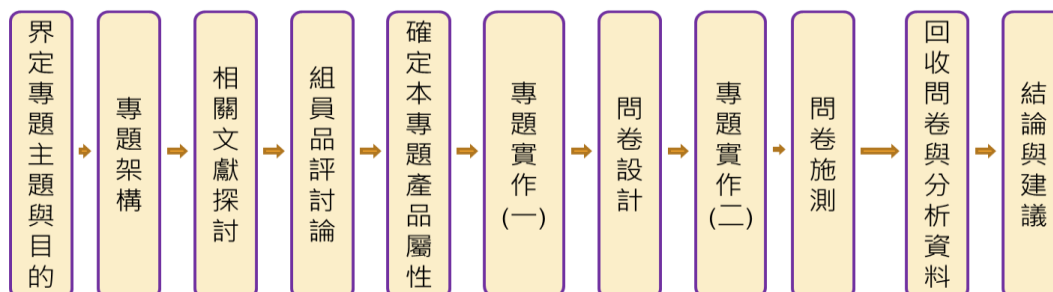 界定專題主題與目的
專題架構
相關文獻探討
組員品評討論
確定本專題產品屬性
專題實作(一)
問卷設計
專題實作(二)
問卷施測
回收問卷與分析資料
結論與建議